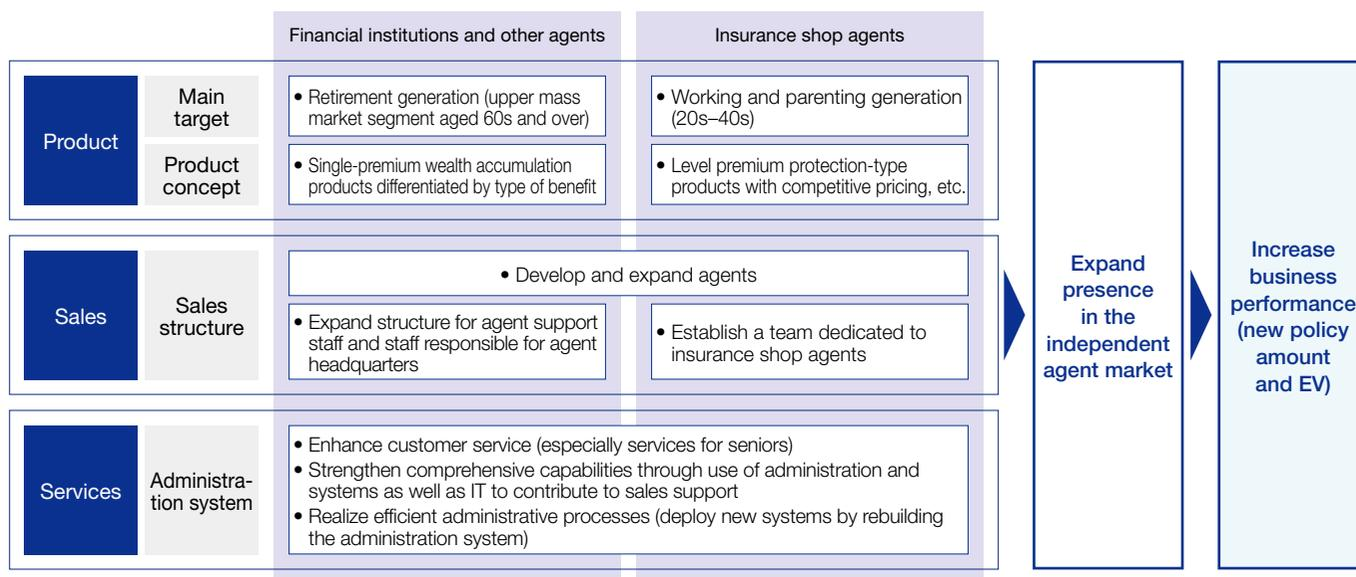 Financial institutions and other agents
Insurance shop agents
Product
Main
target
• Retirement generation (upper mass
market segment aged 60s and over)
• Working and parenting generation
(20s–40s)
Product
concept
• Single-premium wealth accumulation
products differentiated by type of benefit
• Level premium protection-type
products with competitive pricing, etc.
Sales
Sales
structure
• Develop and expand agents
• Expand structure for agent support
staff and staff responsible for agent
headquarters
• Establish a team dedicated to
insurance shop agents
Services
Administra-
tion system
• Enhance customer service (especially services for seniors)
• Strengthen comprehensive capabilities through use of administration and
systems as well as IT to contribute to sales support
• Realize efficient administrative processes (deploy new systems by rebuilding
the administration system)
Expand
presence
in the
independent
agent market
Increase
business
performance
(new policy
amount
and EV)